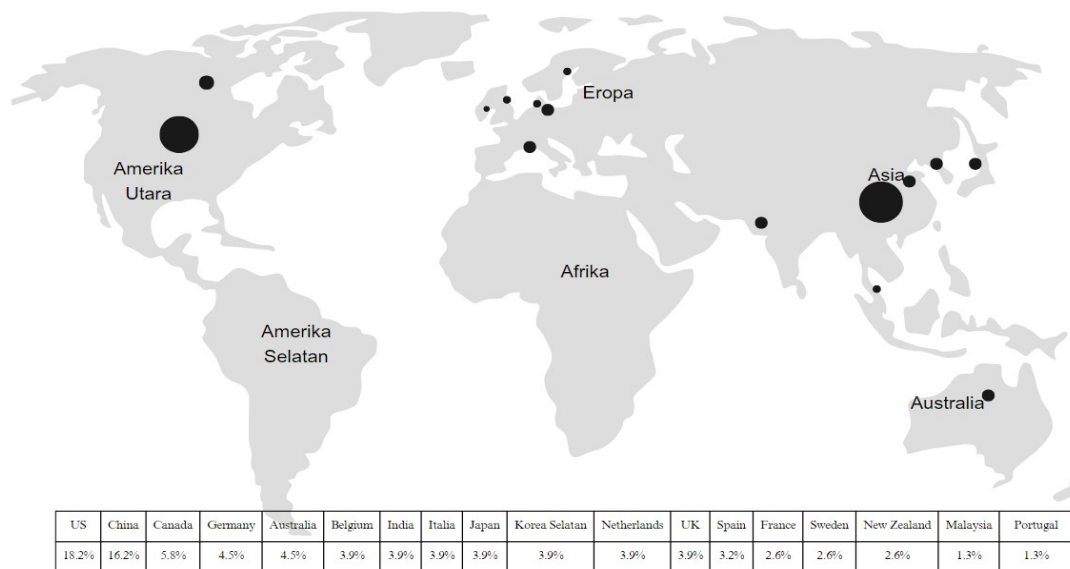 Eropa
Amerika
Utara
Asia
Afrika
Amerika
Selatan
Australia
US China Canada Germany Australia Belgium India Italia Japan Korea Selatan Netherlands UK Spain France Sweden New Zealand Malaysia Portugal
18.2% 16.2% 5.8% 4.5% 4.5% 3.9% 3.9% 3.9% 3.9% 3.9% 3.9% 3.9% 3.2% 2.6% 2.6% 2.6% 1.3% 1.3%